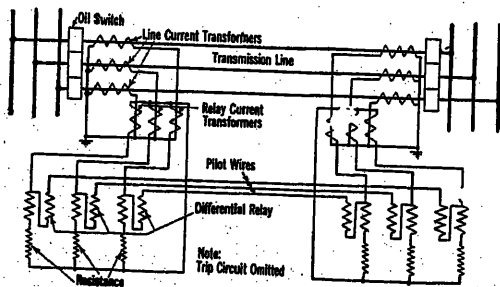 Oil Switch
Line Current Transformers
Transmission Line
Relay Current
Transformers
Pilot Wires
Differential Relay
Note:
Trip Circuit Omitted
Resistance